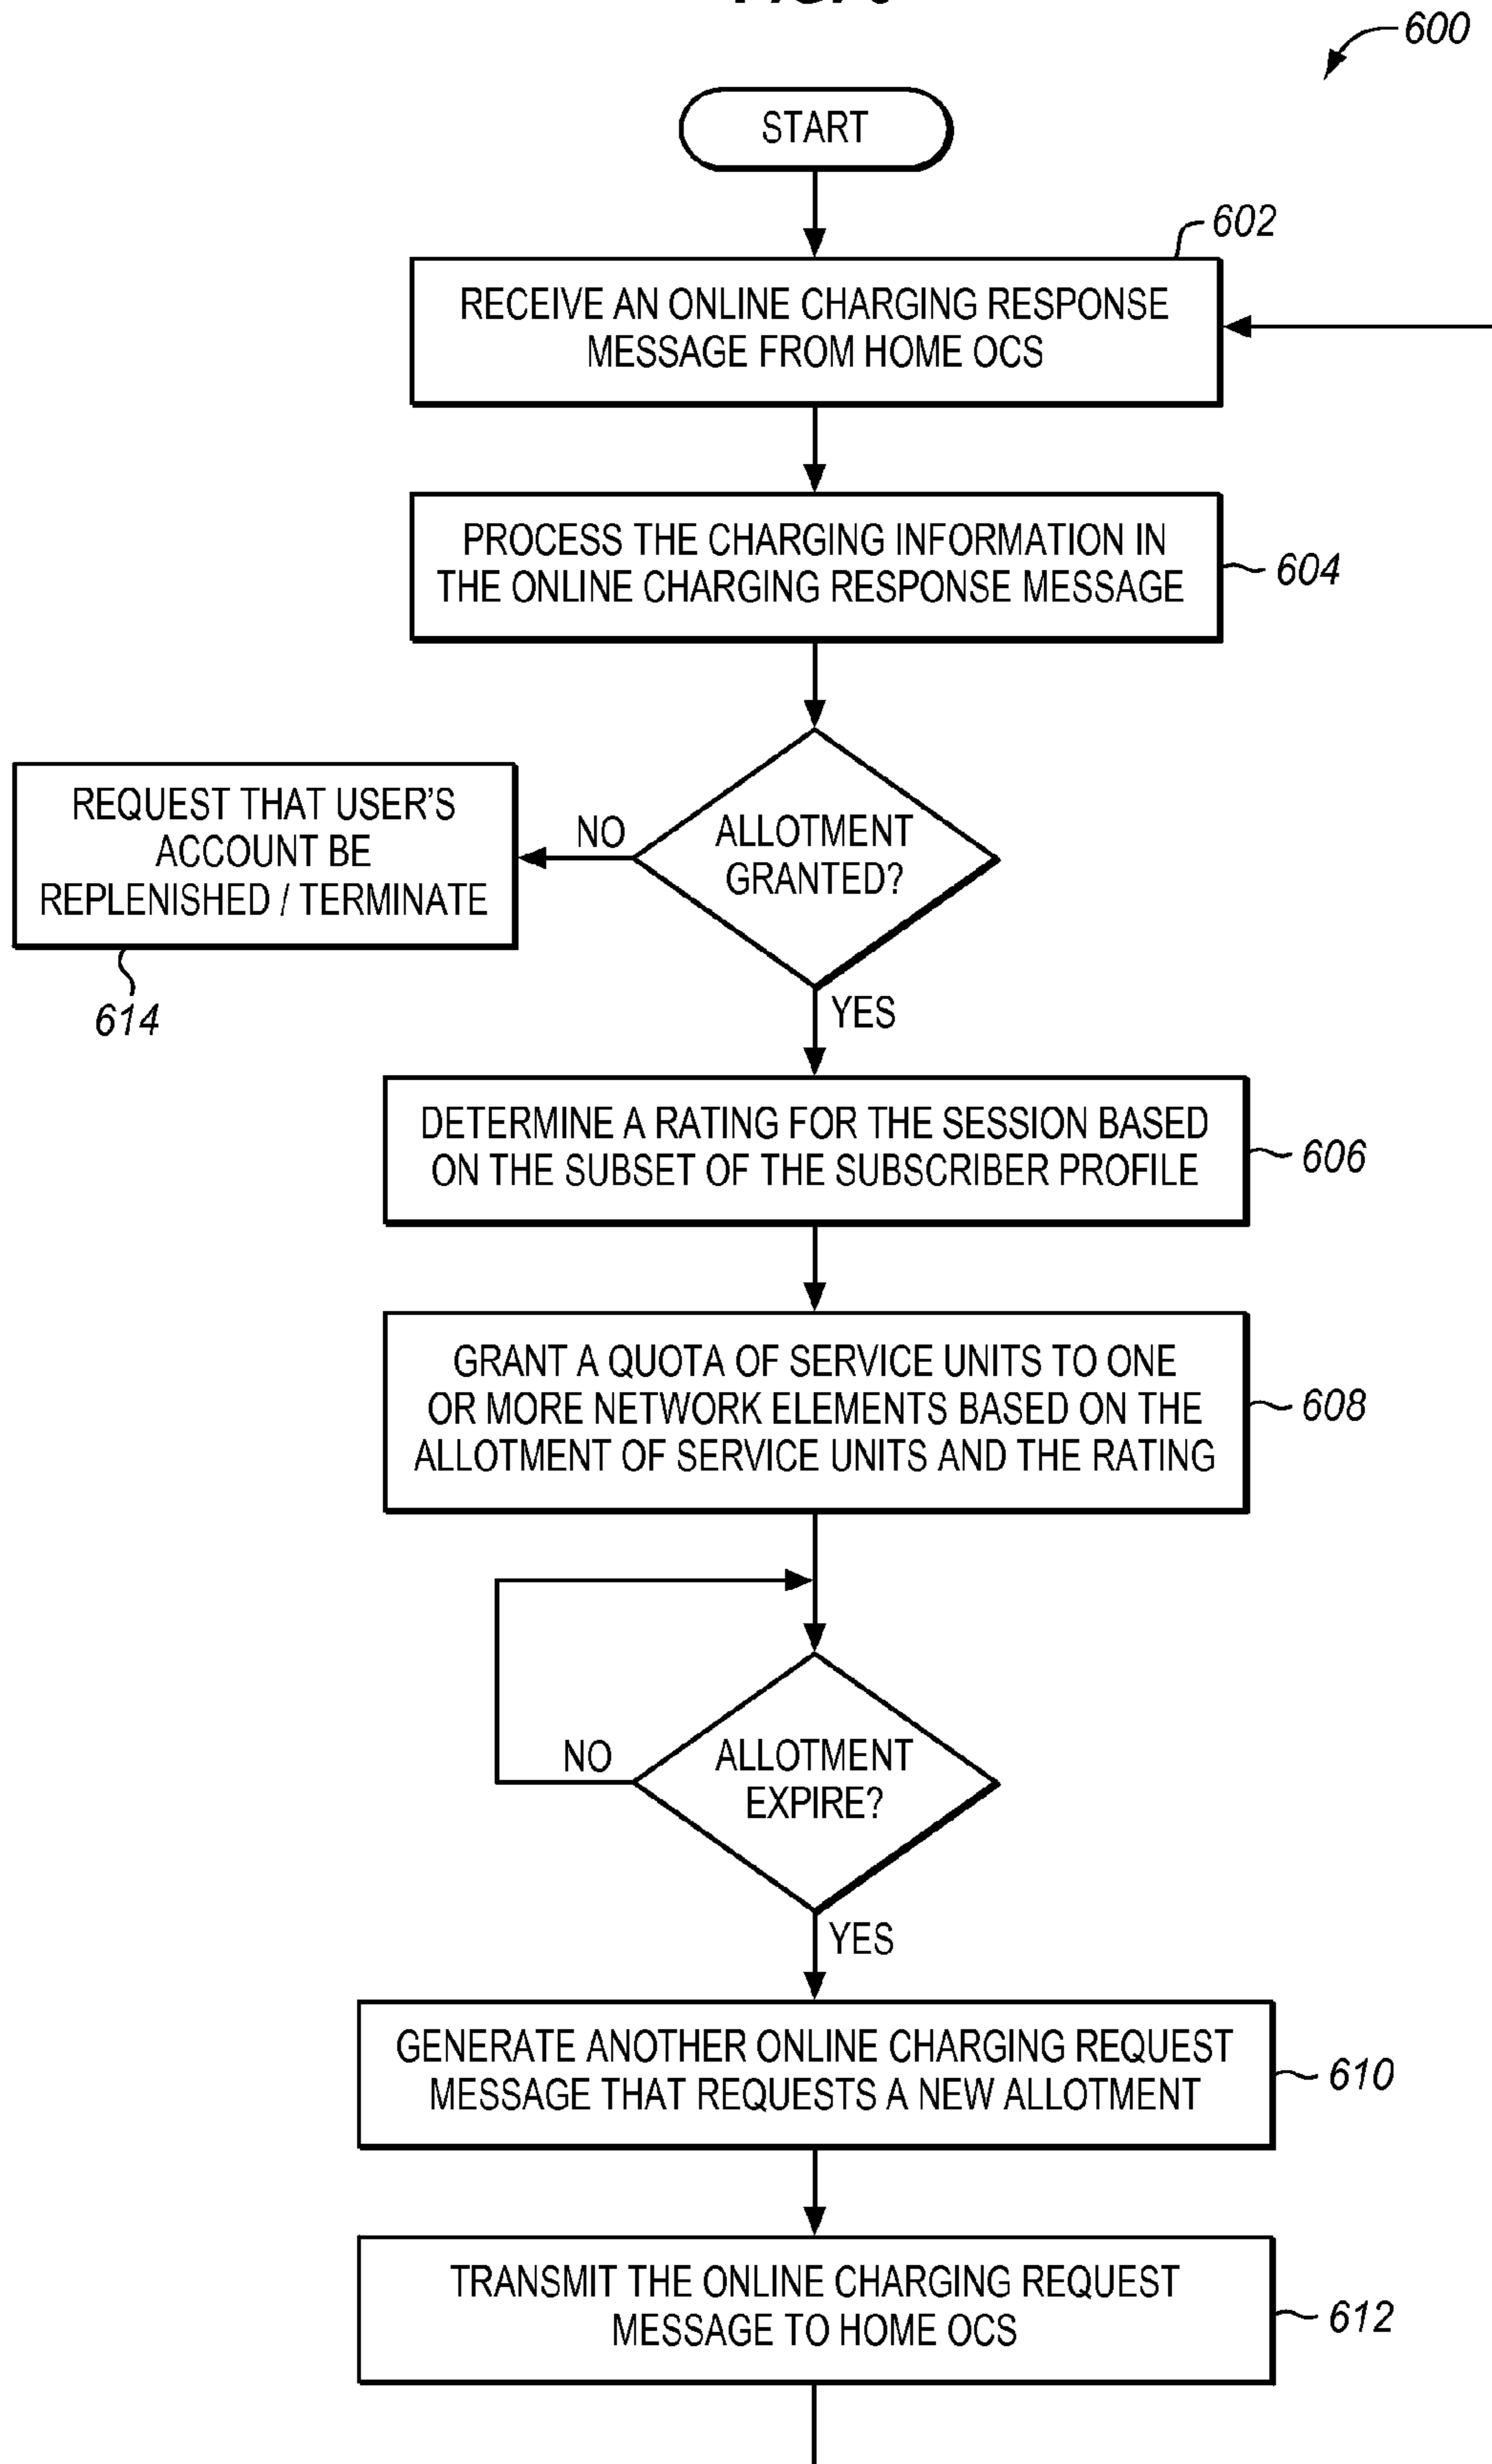 600
START
602
RECEIVE AN ONLINE CHARGING RESPONSE
MESSAGE FROM HOME OCS
PROCESS THE CHARGING INFORMATION IN
THE ONLINE CHARGING RESPONSE MESSAGE
604
REQUEST THAT USER'S
ACCOUNT BE
REPLENISHED / TERMINATE
614
NO
ALLOTMENT
GRANTED?
YES
DETERMINE A RATING FOR THE SESSION BASED
ON THE SUBSET OF THE SUBSCRIBER PROFILE
606
GRANT A QUOTA OF SERVICE UNITS TO ONE
OR MORE NETWORK ELEMENTS BASED ON THE
ALLOTMENT OF SERVICE UNITS AND THE RATING
608
NO
ALLOTMENT
EXPIRE?
YES
GENERATE ANOTHER ONLINE CHARGING REQUEST
MESSAGE THAT REQUESTS A NEW ALLOTMENT
610
TRANSMIT THE ONLINE CHARGING REQUEST
MESSAGE TO HOME OCS
612